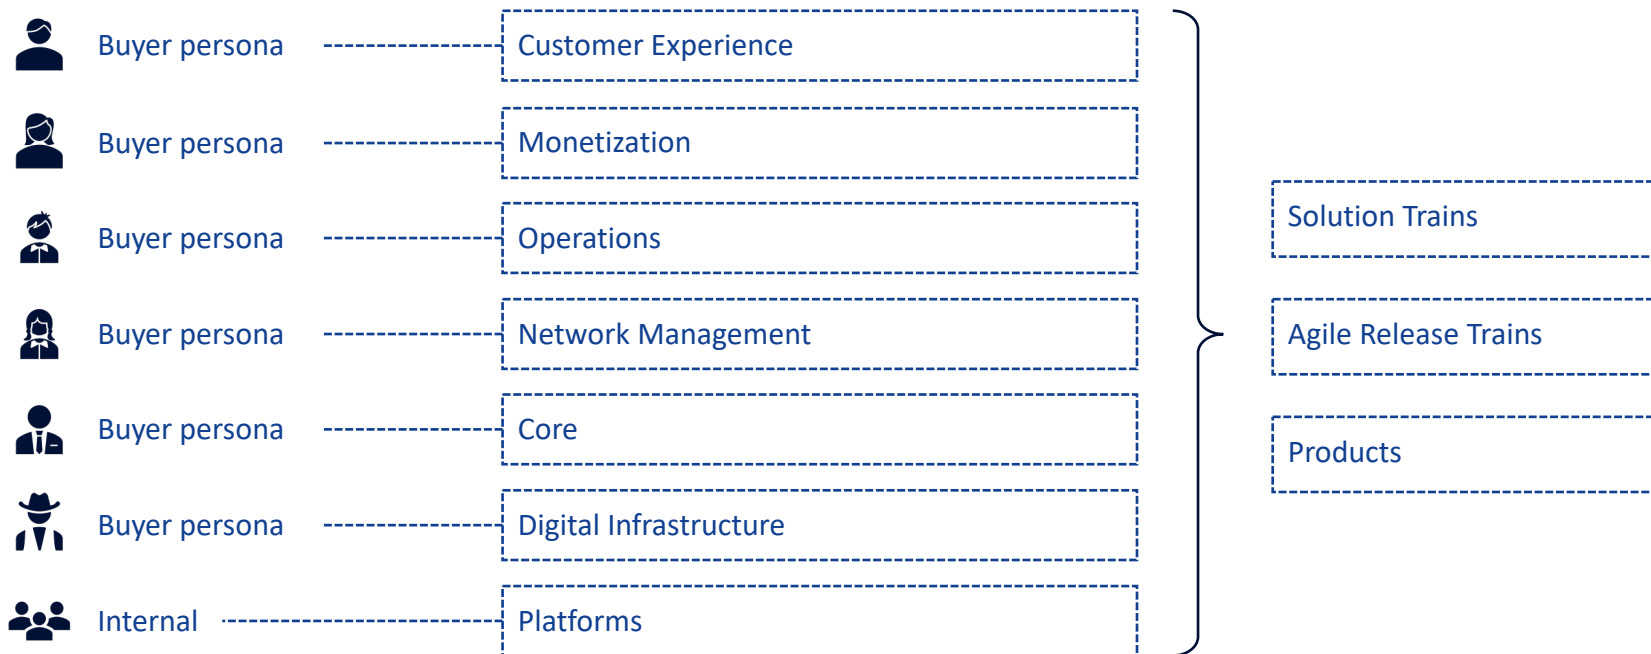 Buyer persona
Customer Experience
Buyer persona
Monetization
Buyer persona
Operations
Buyer persona
Network Management
Buyer persona
Core
Buyer persona
Digital Infrastructure
Internal
Platforms
Solution Trains
Agile Release Trains
Products